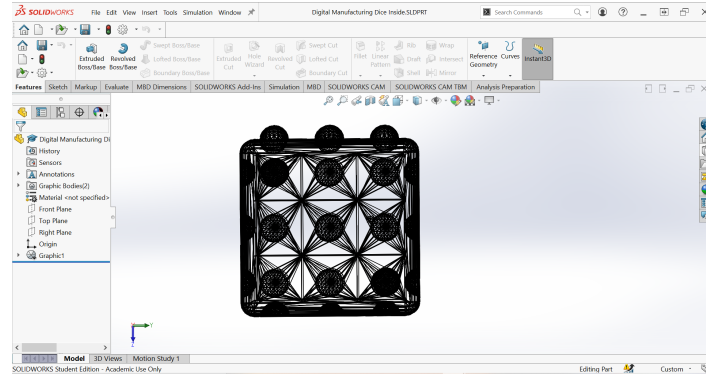 SOLIDWORKS File Edit View Insert Tools Simulation Window Digital Manufacturing Dice Inside.SLDPRT Search Commands
Extruded Boss/Base
Revolved Boss/Base
Swept Boss/Base
Lofted Boss/Base
Boundary Boss/Base
Extruded Cut
Hole Wizard
Revolved Cut
Swept Cut
Lofted Cut
Boundary Cut
Fillet
Linear Pattern
Rib
Draft
Shell
Wrap
Intersect
Mirror
Reference Geometry
Curves
Instant3D
Features Sketch Markup Evaluate MBD Dimensions SOLIDWORKS Add-Ins Simulation MBD SOLIDWORKS CAM SOLIDWORKS CAM TBM Analysis Preparation
Digital Manufacturing Di
History
Sensors
Annotations
Graphic Bodies(2)
Material <not specified>
Front Plane
Top Plane
Right Plane
Origin
Graphic1
Y
Model 3D Views Motion Study 1
SOLIDWORKS Student Edition - Academic Use Only Editing Part Custom